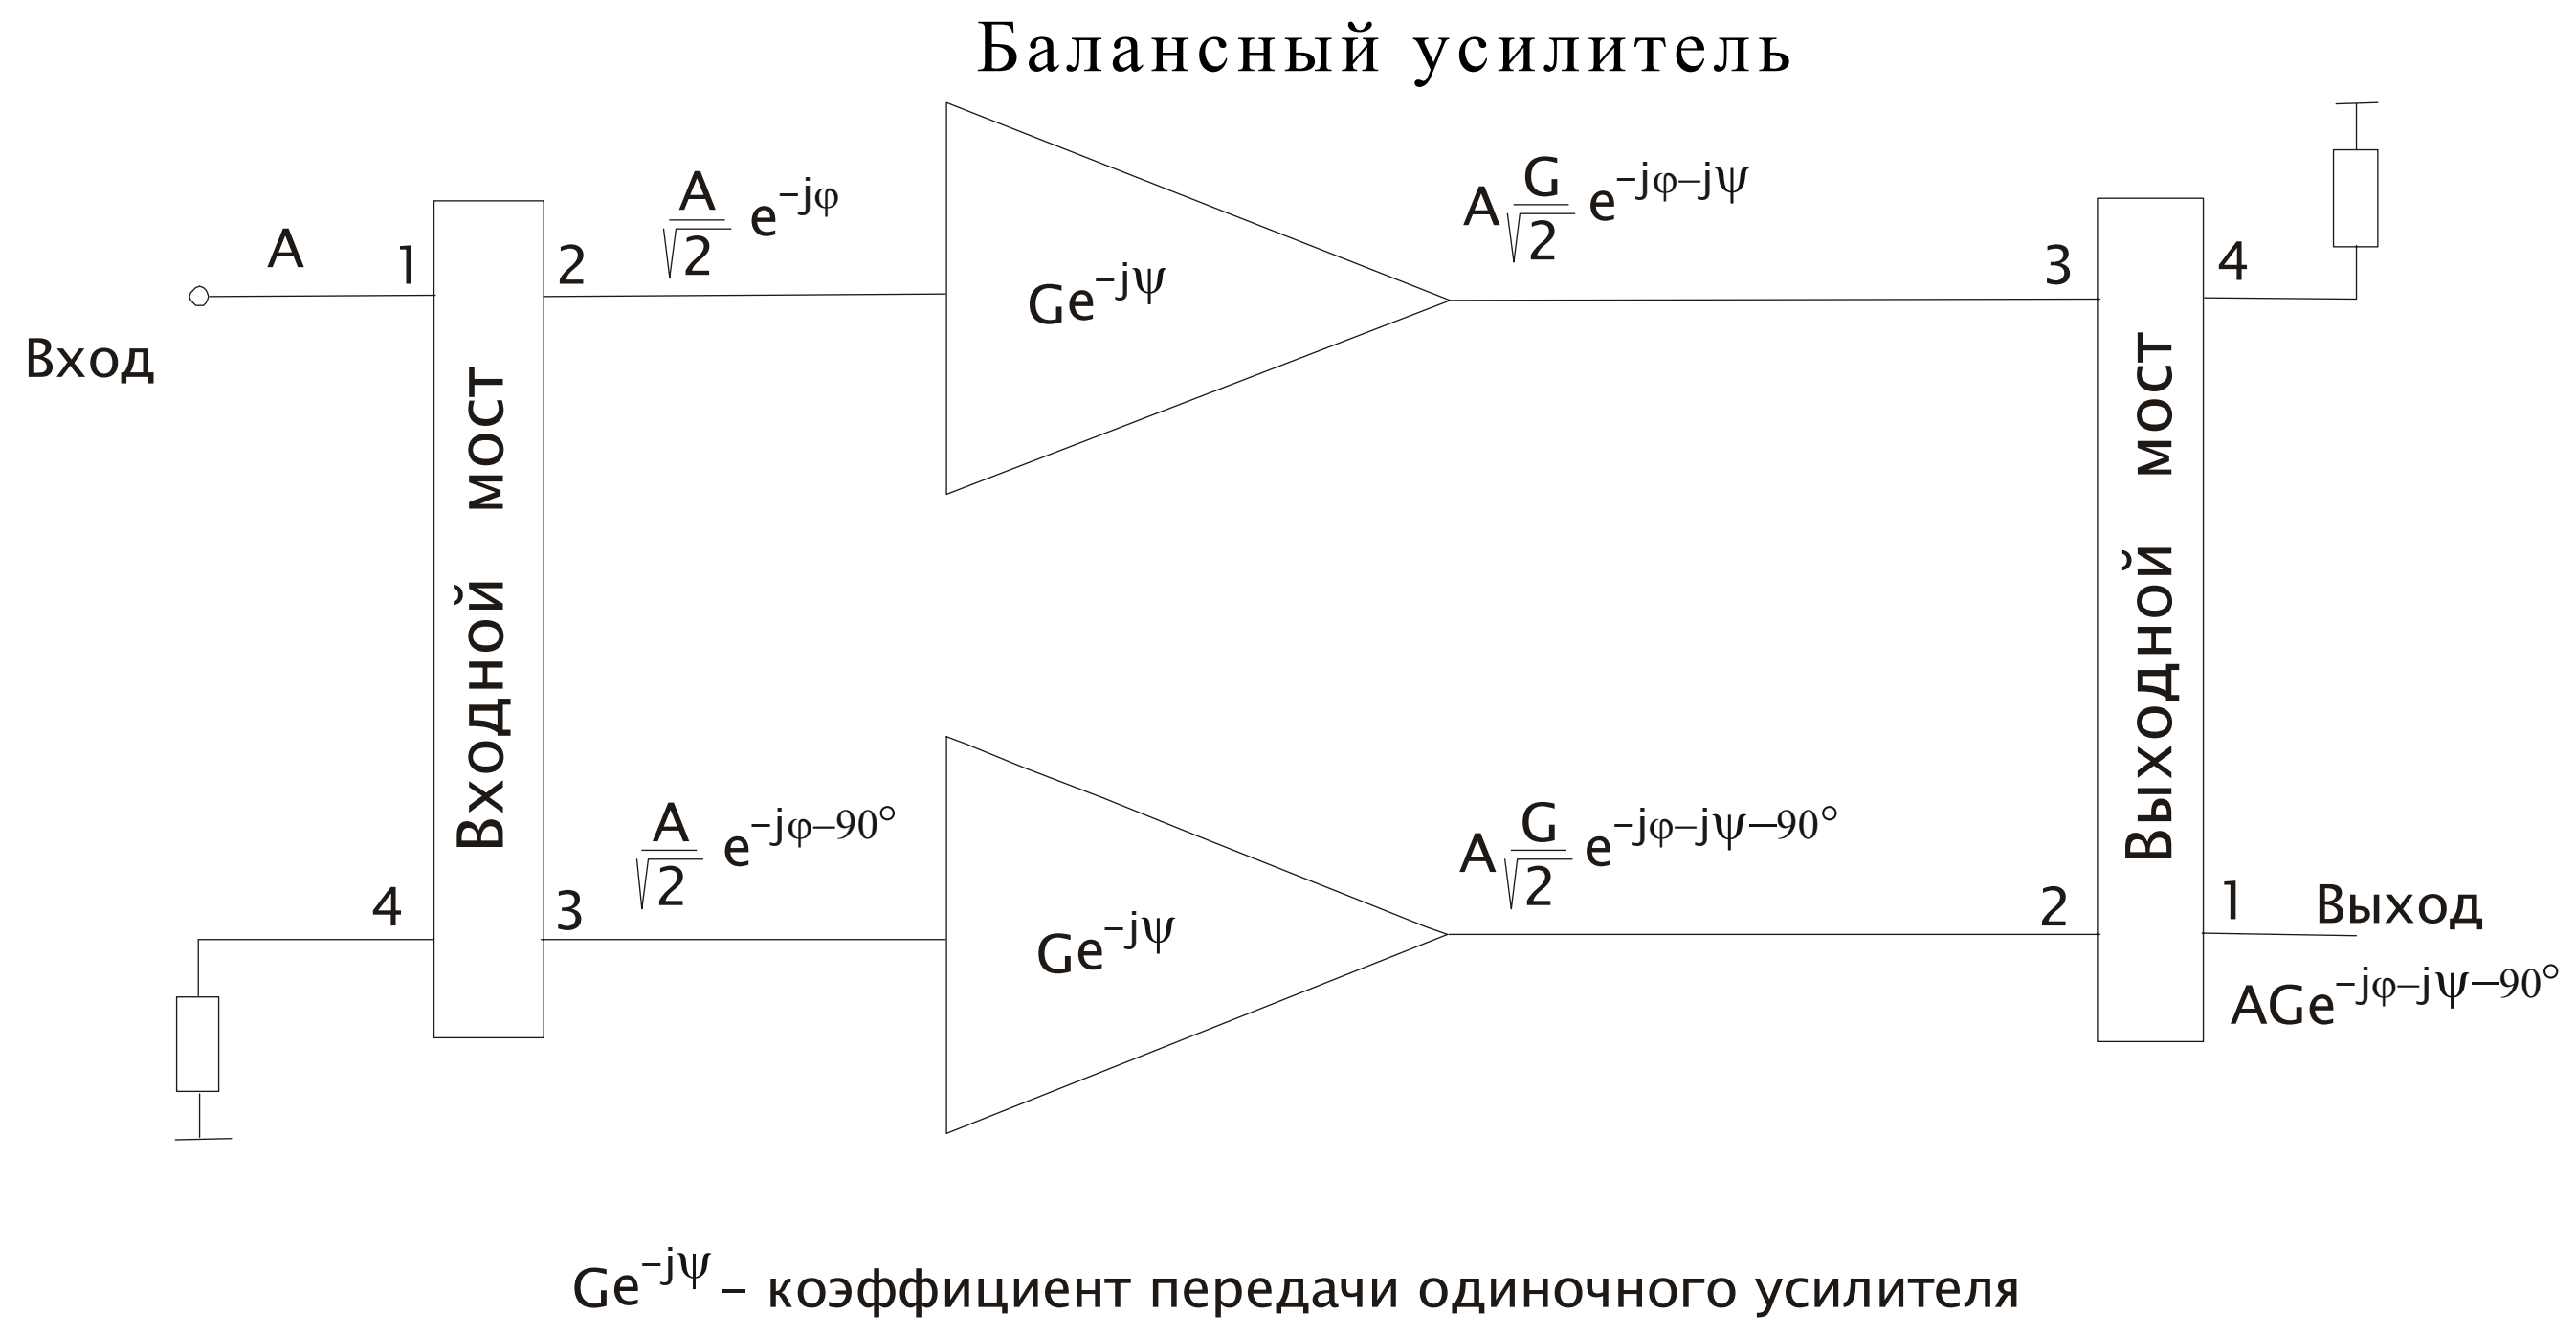 Балансный усилитель
A
1
2
A/√2 e^–jφ
Ge^–jψ
A G/√2 e^–jφ–jψ
3
4
Вход
Входной мост
Выходной мост
4
3
A/√2 e^–jφ–90°
Ge^–jψ
A G/√2 e^–jφ–jψ–90°
2
1
Выход
AGe^–jφ–jψ–90°
Ge^–jψ – коэффициент передачи одиночного усилителя